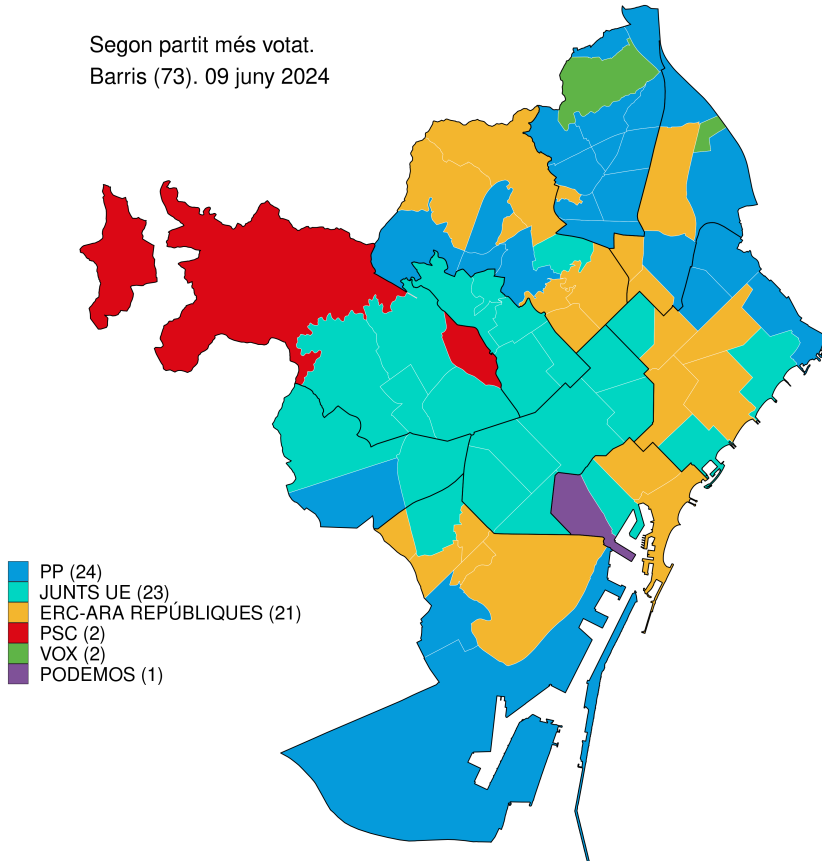 Segon partit més votat.
Barris (73). 09 juny 2024
PP (24)
JUNTS UE (23)
ERC-ARA REPÚBLIQUES (21)
PSC (2)
VOX (2)
PODEMOS (1)